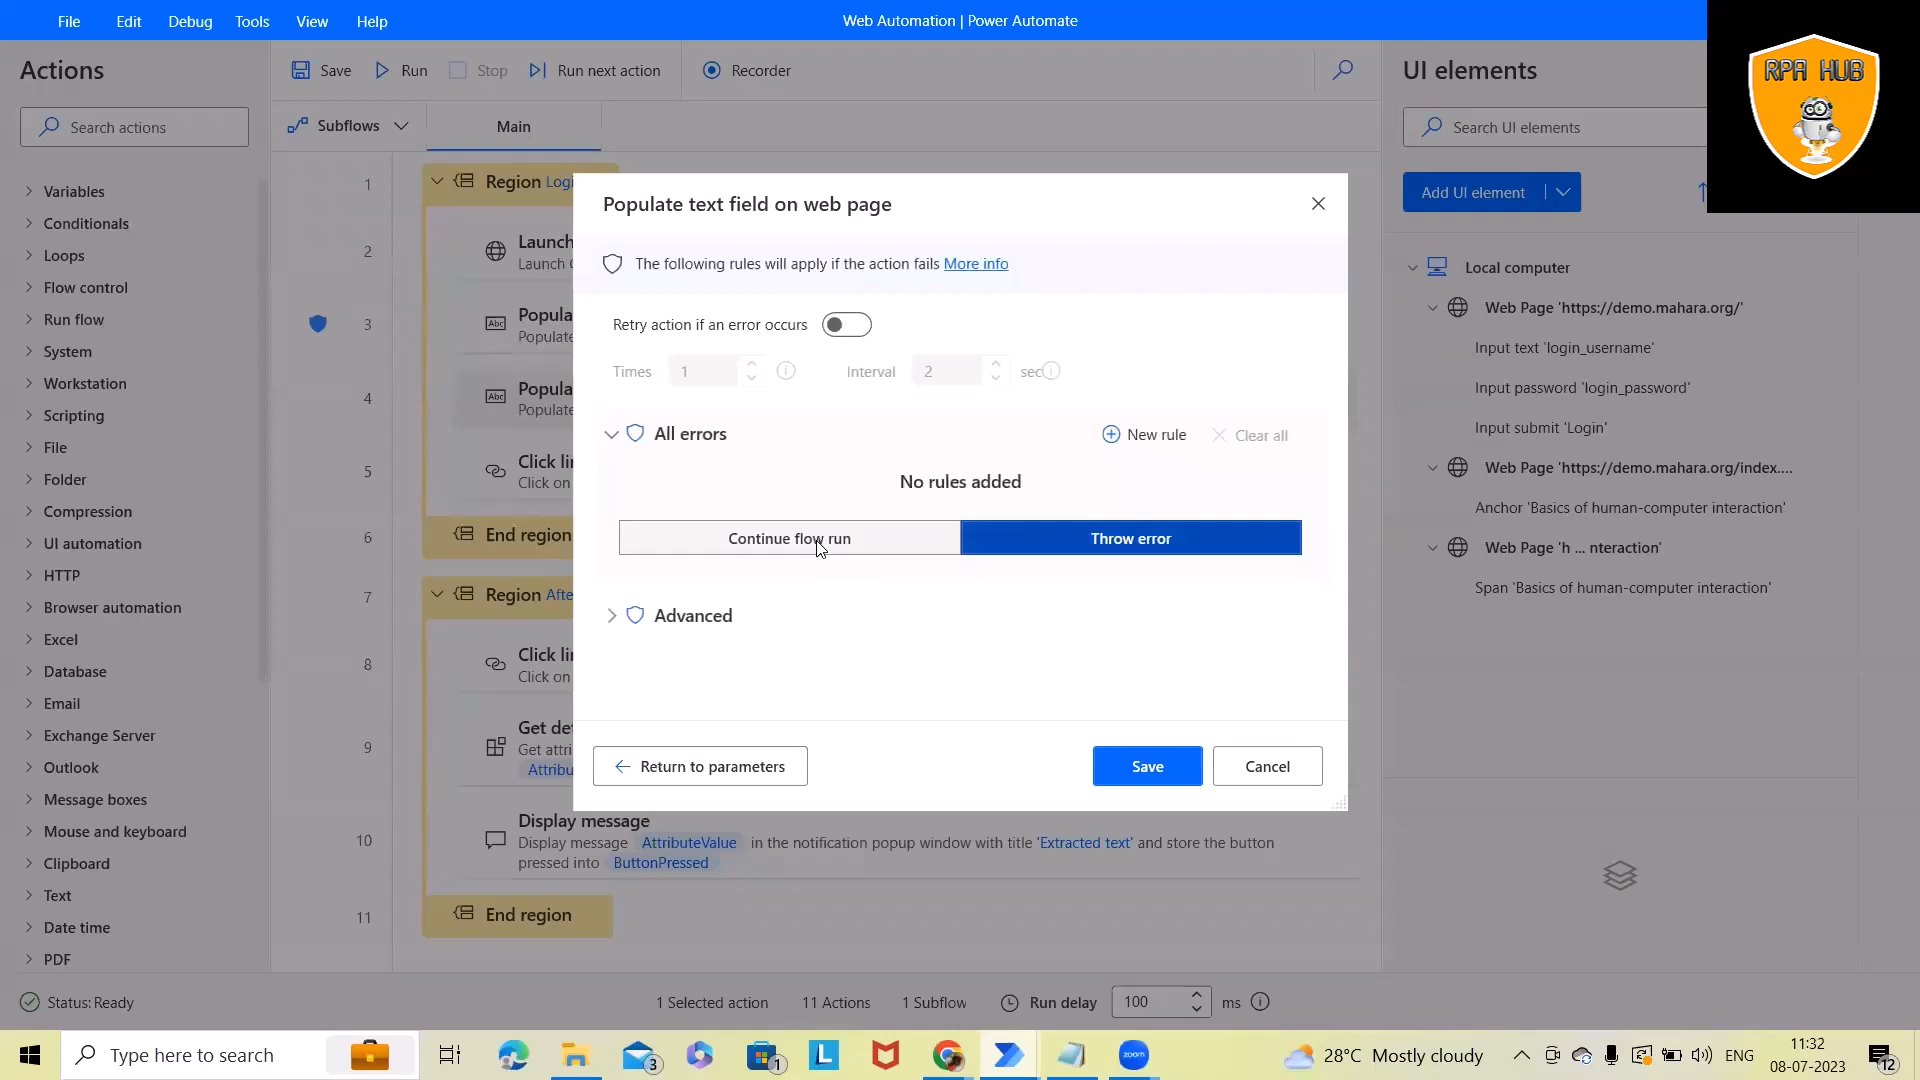 File Edit Debug Tools View Help
Web Automation | Power Automate
RPA HUB
Actions
Search actions
Variables
Conditionals
Loops
Flow control
Run flow
System
Workstation
Scripting
File
Folder
Compression
UI automation
HTTP
Browser automation
Excel
Database
Email
Exchange Server
Outlook
Message boxes
Mouse and keyboard
Clipboard
Text
Date time
PDF
Save Run Stop Run next action Recorder
Subflows Main
1 Region
2 Launch
Launch
3
4
5
Click on
6 End region
7 Region
8
Click on
9
10 Display message
Display message AttributeValue in the notification popup window with title 'Extracted text' and store the button
pressed into ButtonPressed
11 End region
Populate text field on web page
The following rules will apply if the action fails More info
Retry action if an error occurs
Times 1 Interval 2 sec
All errors New rule Clear all
No rules added
Continue flow run Throw error
Advanced
Return to parameters Save Cancel
UI elements
Search UI elements
Add UI element
Local computer
Web Page 'https://demo.mahara.org/'
Input text 'login_username'
Input password 'login_password'
Input submit 'Login'
Web Page 'https://demo.mahara.org/index....
Anchor 'Basics of human-computer interaction'
Web Page 'h ... nteraction'
Span 'Basics of human-computer interaction'
Status: Ready 1 Selected action 11 Actions 1 Subflow Run delay 100 ms
Type here to search 3 1 L zoom 28°C Mostly cloudy ENG 11:32
08-07-2023 12